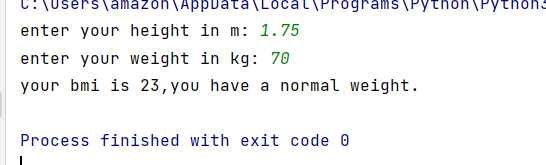 C:\Users\amazon\AppData\Local\Programs\Python\Python3
enter your height in m: 1.75
enter your weight in kg: 70
your bmi is 23,you have a normal weight.
Process finished with exit code 0